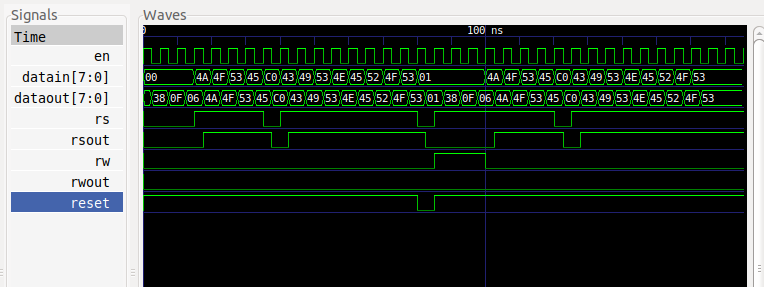 Signals Waves
Time 0 100 ns
en
datain[7:0] 00 4A 4F 53 45 C0 43 49 53 4E 45 52 4F 53 01 4A 4F 53 45 C0 43 49 53 4E 45 52 4F 53
dataout[7:0] 38 0F 06 4A 4F 53 45 C0 43 49 53 4E 45 52 4F 53 01 38 0F 06 4A 4F 53 45 C0 43 49 53 4E 45 52 4F 53
rs
rsout
rw
rwout
reset